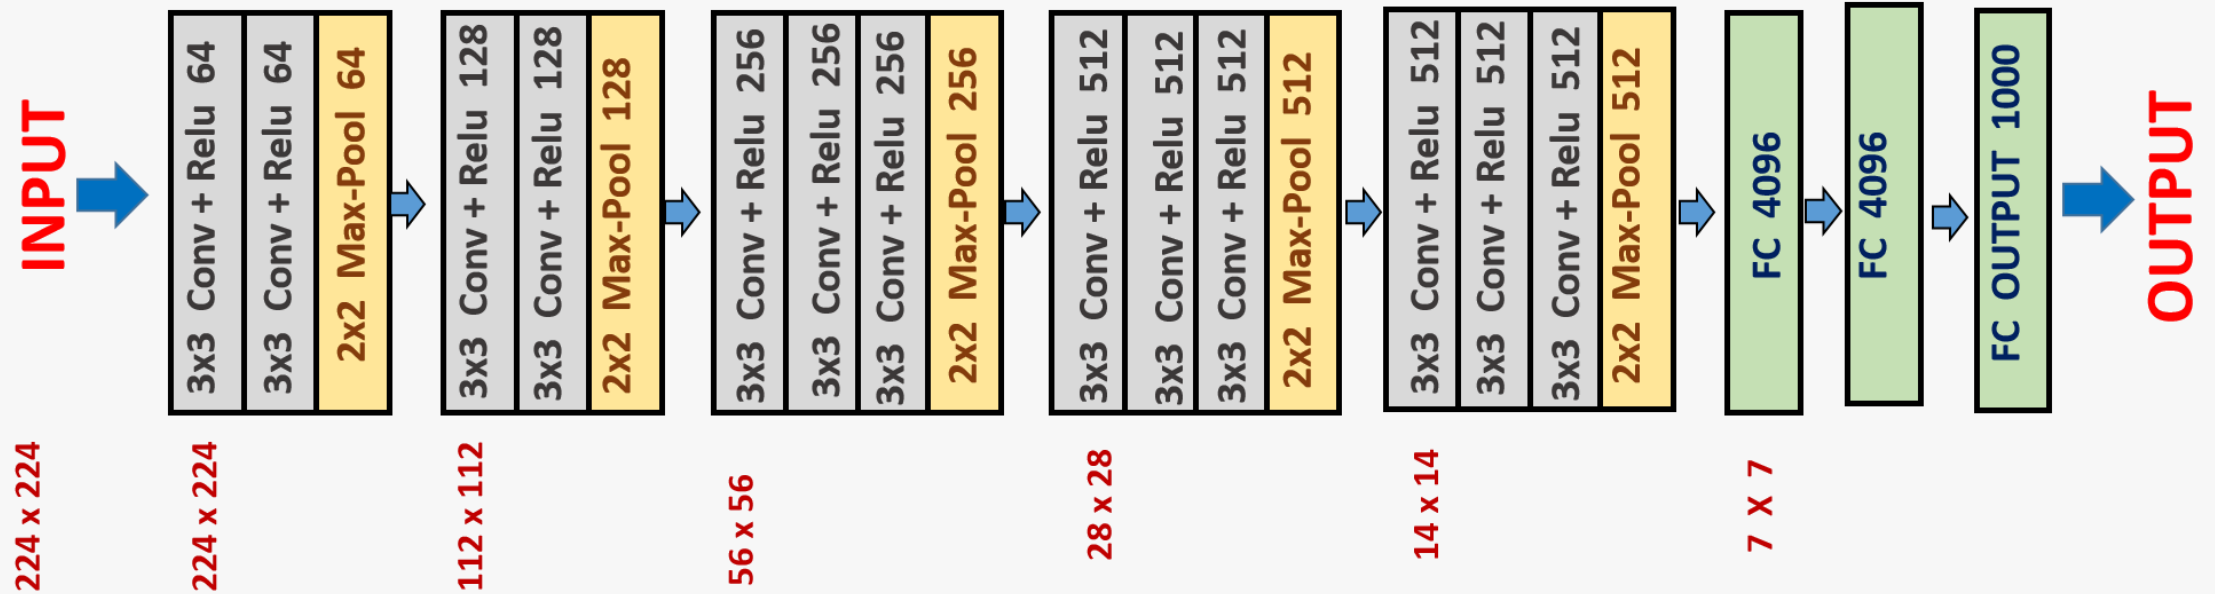 INPUT
3x3 Conv + Relu 64
3x3 Conv + Relu 64
2x2 Max-Pool 64
3x3 Conv + Relu 128
3x3 Conv + Relu 128
2x2 Max-Pool 128
3x3 Conv + Relu 256
3x3 Conv + Relu 256
3x3 Conv + Relu 256
2x2 Max-Pool 256
3x3 Conv + Relu 512
3x3 Conv + Relu 512
3x3 Conv + Relu 512
2x2 Max-Pool 512
3x3 Conv + Relu 512
3x3 Conv + Relu 512
3x3 Conv + Relu 512
2x2 Max-Pool 512
FC 4096
FC 4096
FC OUTPUT 1000
OUTPUT
224 x 224
224 x 224
112 x 112
56 x 56
28 x 28
14 x 14
7 X 7